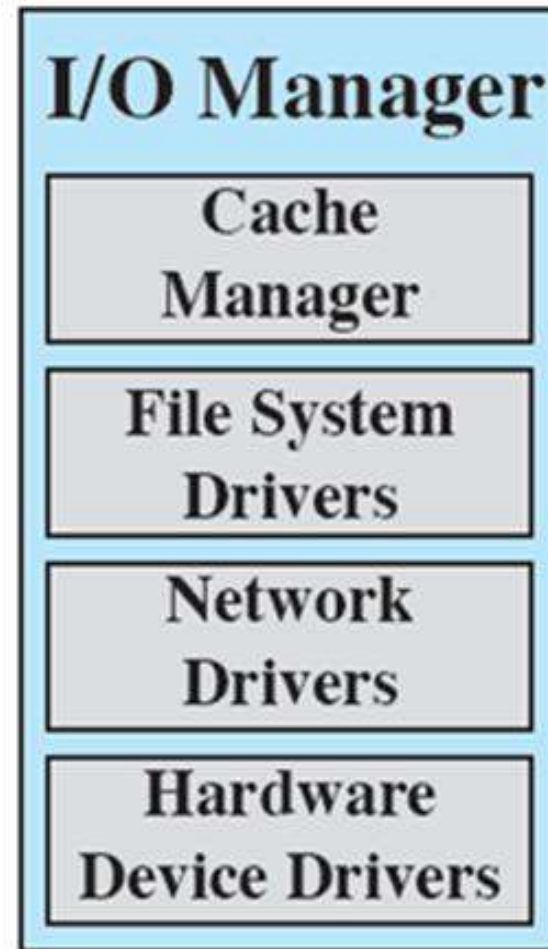 I/O Manager
Cache
Manager
File System
Drivers
Network
Drivers
Hardware
Device Drivers